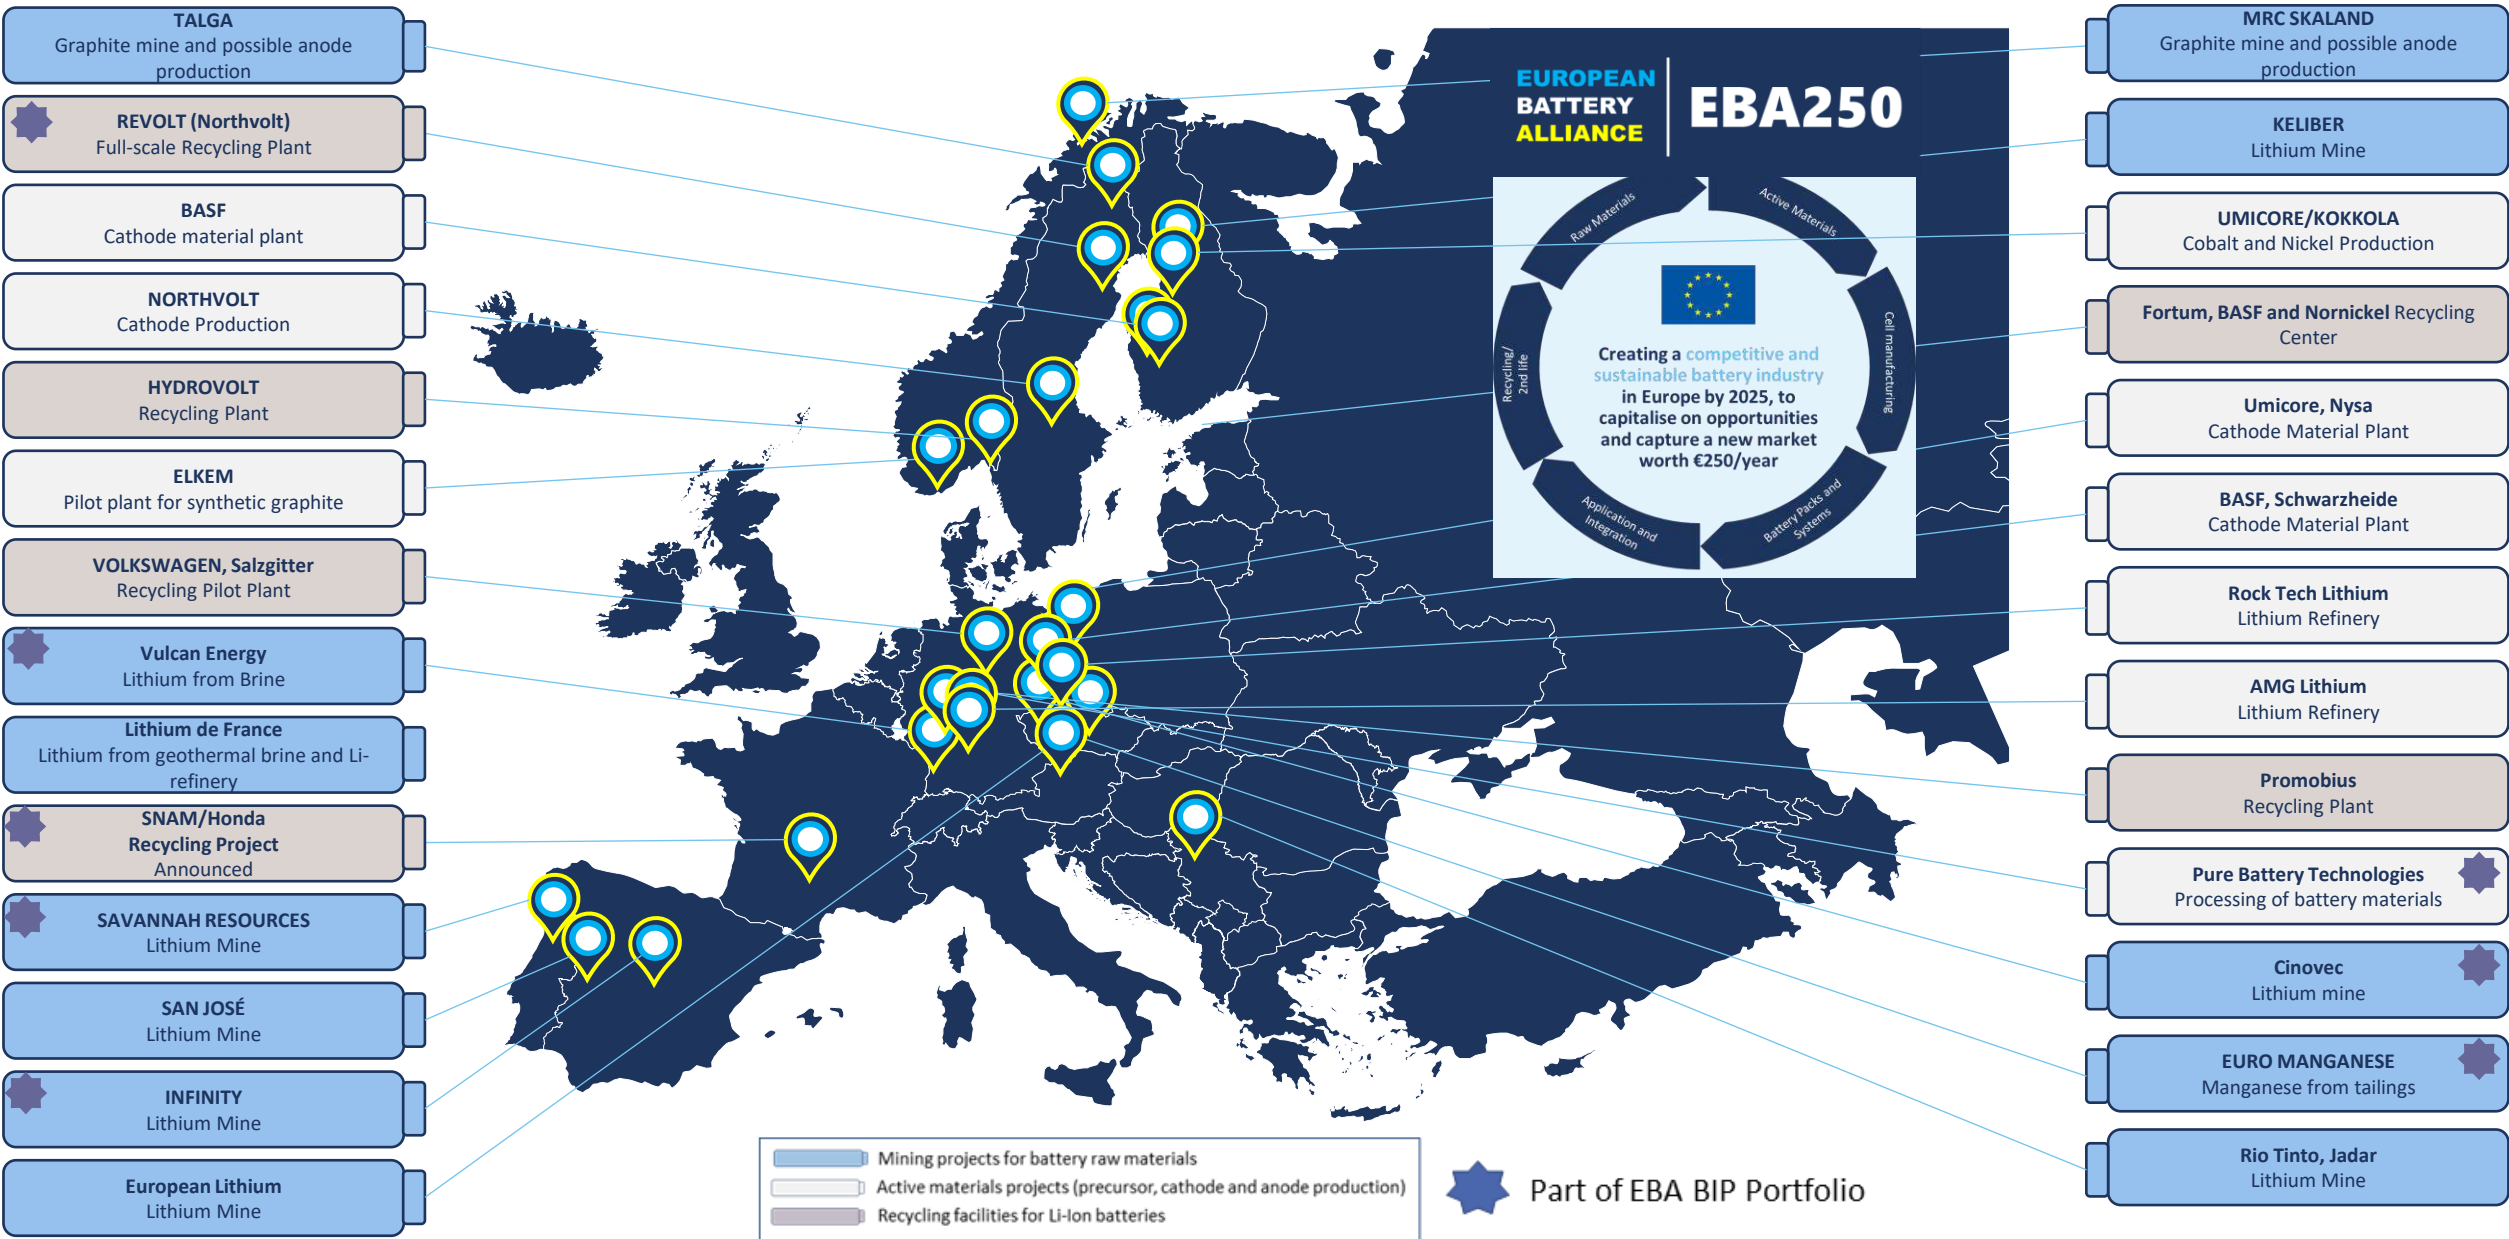 TALGA
Graphite mine and possible anode
production
REVOLT (Northvolt)
Full-scale Recycling Plant
BASF
Cathode material plant
NORTHVOLT
Cathode Production
HYDROVOLT
Recycling Plant
ELKEM
Pilot plant for synthetic graphite
VOLKSWAGEN, Salzgitter
Recycling Pilot Plant
Vulcan Energy
Lithium from Brine
Lithium de France
Lithium from geothermal brine and Li-
refinery
SNAM/Honda
Recycling Project
Announced
SAVANNAH RESOURCES
Lithium Mine
SAN JOSÉ
Lithium Mine
INFINITY
Lithium Mine
European Lithium
Lithium Mine
EUROPEAN
BATTERY
ALLIANCE
EBA250
Raw Materials
Active Materials
Cell manufacturing
Battery Packs and
Systems
Application and
Integration
Recycling/
2nd life
Creating a competitive and
sustainable battery industry
in Europe by 2025, to
capitalise on opportunities
and capture a new market
worth €250/year
MRC SKALAND
Graphite mine and possible anode
production
KELIBER
Lithium Mine
UMICORE/KOKKOLA
Cobalt and Nickel Production
Fortum, BASF and Nornickel Recycling
Center
Umicore, Nysa
Cathode Material Plant
BASF, Schwarzheide
Cathode Material Plant
Rock Tech Lithium
Lithium Refinery
AMG Lithium
Lithium Refinery
Promobius
Recycling Plant
Pure Battery Technologies
Processing of battery materials
Cinovec
Lithium mine
EURO MANGANESE
Manganese from tailings
Rio Tinto, Jadar
Lithium Mine
Mining projects for battery raw materials
Active materials projects (precursor, cathode and anode production)
Recycling facilities for Li-Ion batteries
Part of EBA BIP Portfolio